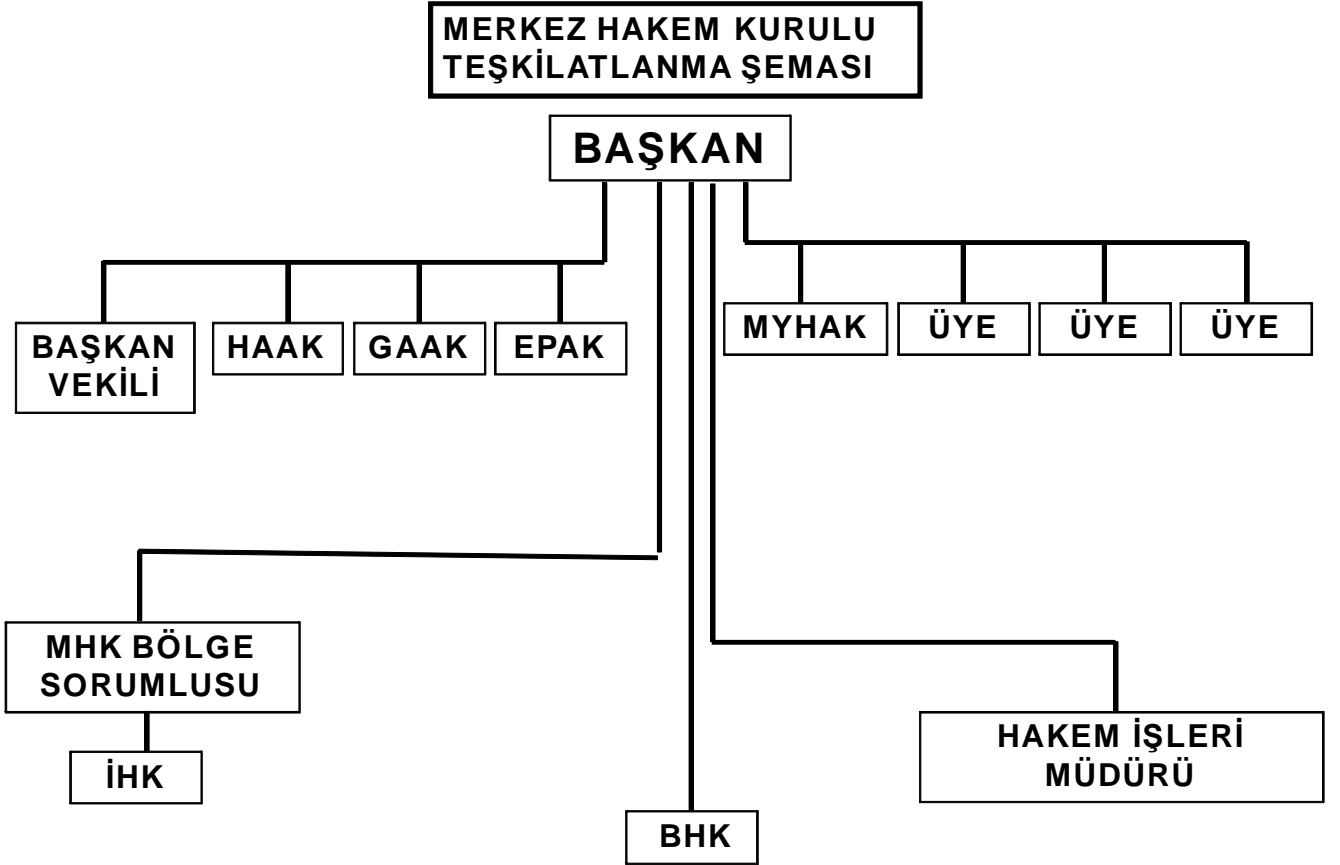 MERKEZ HAKEM KURULU
TEŞKİLATLANMA ŞEMASI
BAŞKAN
BAŞKAN
VEKİLİ
HAAK
GAAK
EPAK
MYHAK
ÜYE
ÜYE
ÜYE
MHK BÖLGE
SORUMLUSU
İHK
HAKEM İŞLERİ
MÜDÜRÜ
BHK